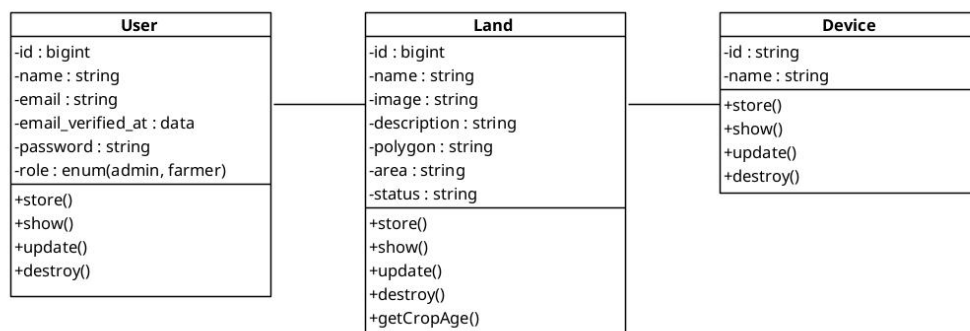 User
-id : bigint
-name : string
-email : string
-email_verified_at : data
-password : string
-role : enum(admin, farmer)
+store()
+show()
+update()
+destroy()
Land
-id : bigint
-name : string
-image : string
-description : string
-polygon : string
-area : string
-status : string
+store()
+show()
+update()
+destroy()
+getCropAge()
Device
-id : string
-name : string
+store()
+show()
+update()
+destroy()